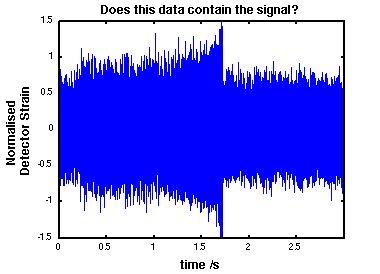 Does this data contain the signal?
Normalised
Detector Strain
1.5
1
0.5
0
-0.5
-1
-1.5
0 0.5 1 1.5 2 2.5
time /s